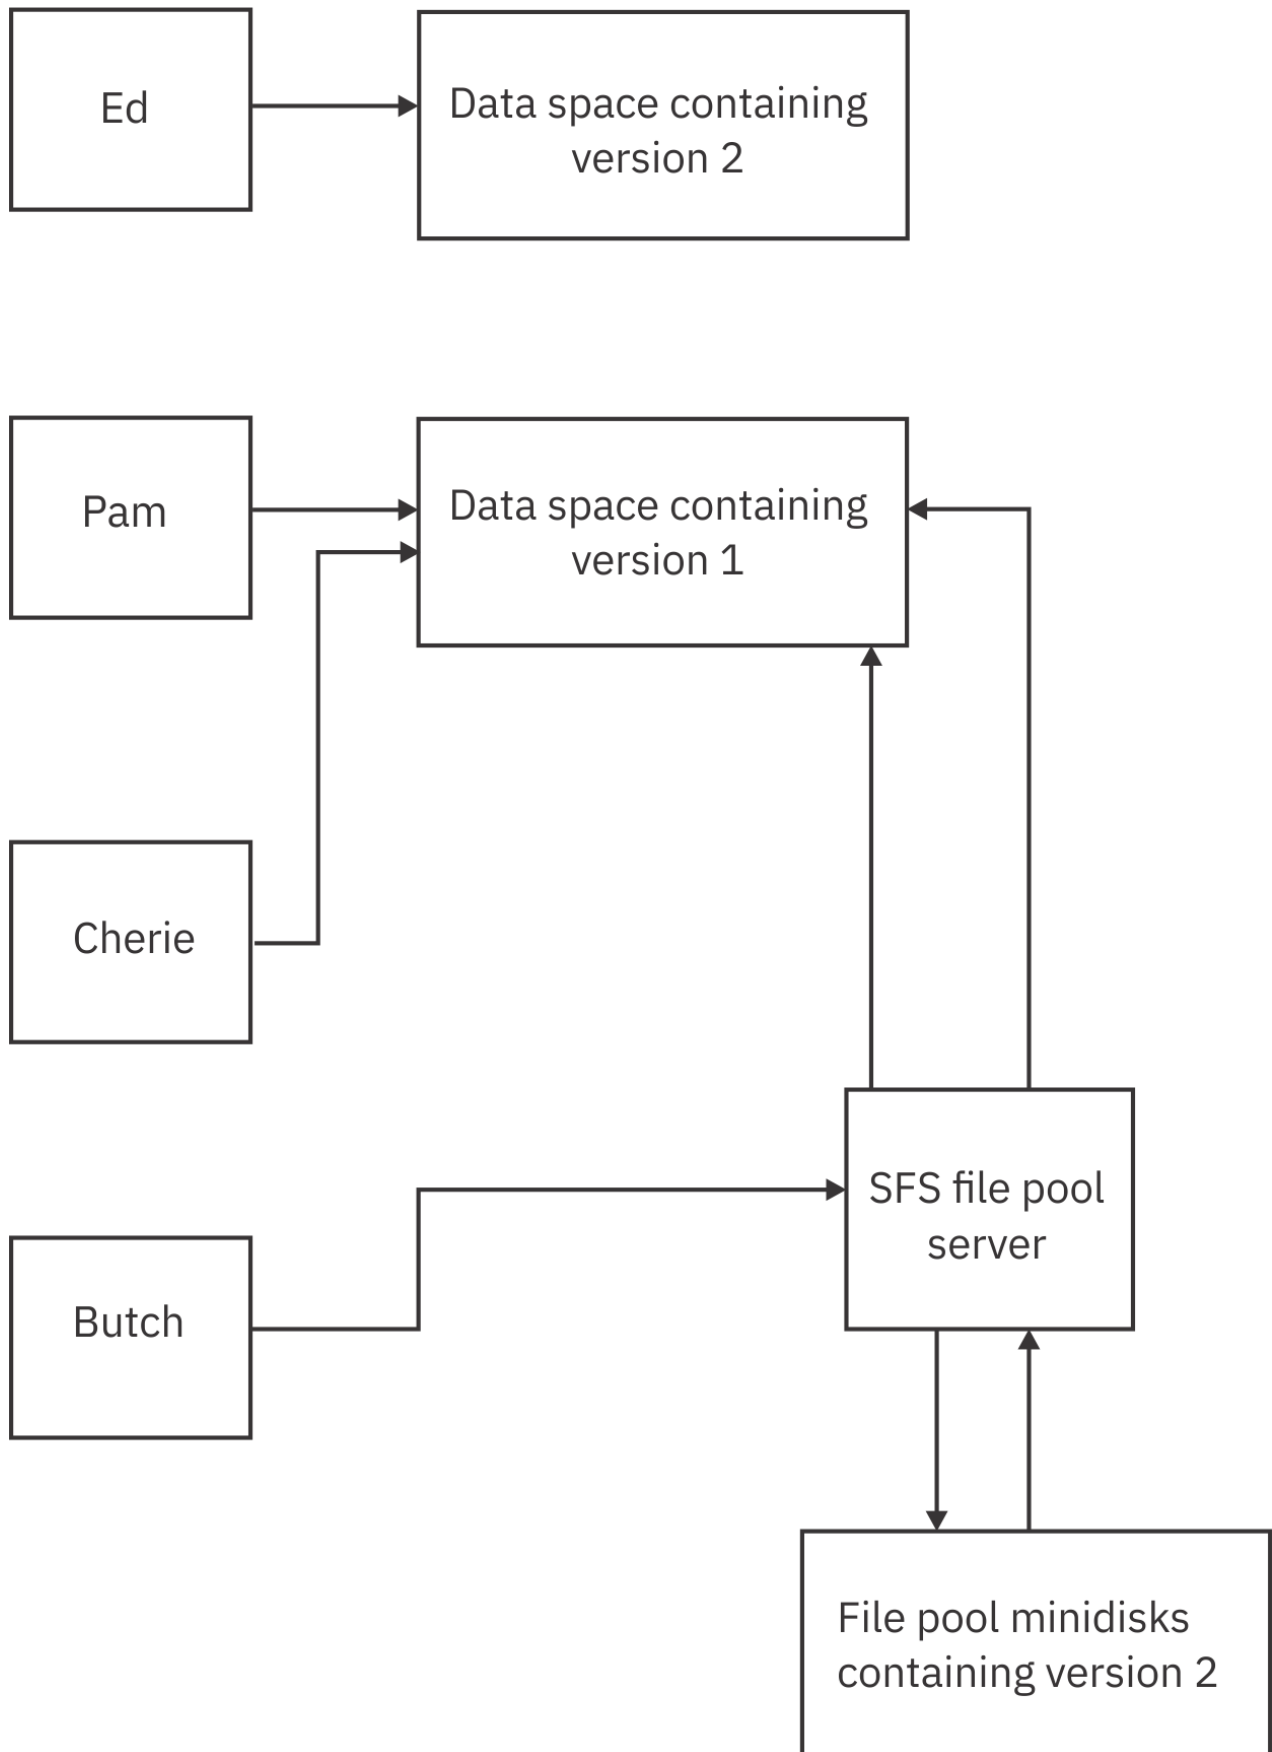 Ed
Data space containing
version 2
Pam
Data space containing
version 1
Cherie
SFS file pool
server
Butch
File pool minidisks
containing version 2